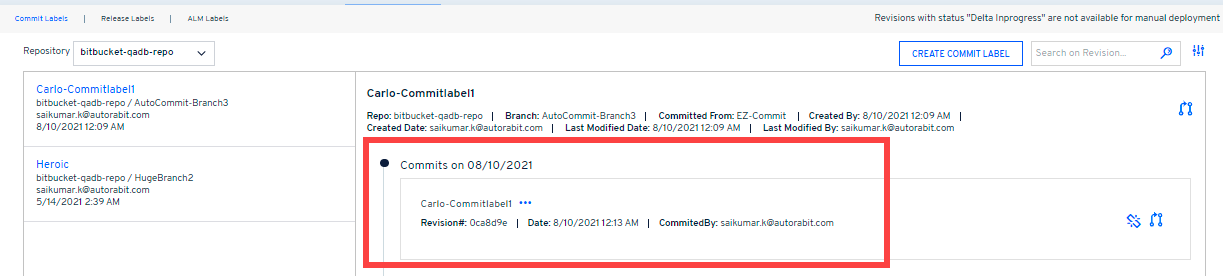 Commit Labels | Release Labels | ALM Labels
Revisions with status "Delta Inprogress" are not available for manual deployment
Repository bitbucket-qadb-repo
CREATE COMMIT LABEL
Search on Revision...
Carlo-Commitlabel1
bitbucket-qadb-repo / AutoCommit-Branch3
saikumar.k@autorabit.com
8/10/2021 12:09 AM
Heroic
bitbucket-qadb-repo / HugeBranch2
saikumar.k@autorabit.com
5/14/2021 2:39 AM
Carlo-Commitlabel1
Repo: bitbucket-qadb-repo | Branch: AutoCommit-Branch3 | Committed From: EZ-Commit | Created By: 8/10/2021 12:09 AM |
Created Date: saikumar.k@autorabit.com | Last Modified Date: 8/10/2021 12:09 AM | Last Modified By: saikumar.k@autorabit.com
Commits on 08/10/2021
Carlo-Commitlabel1 •••
Revision#: 0ca8d9e | Date: 8/10/2021 12:13 AM | CommitedBy: saikumar.k@autorabit.com